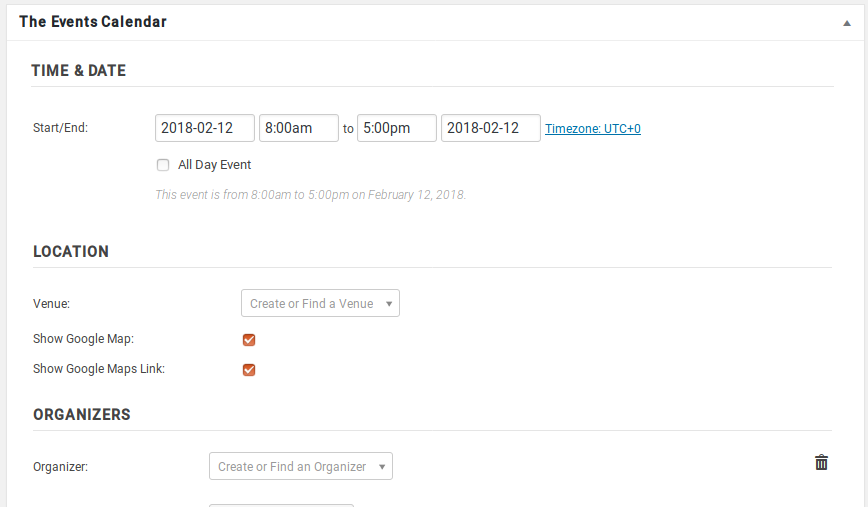 The Events Calendar
TIME & DATE
Start/End: 2018-02-12 8:00am to 5:00pm 2018-02-12 Timezone: UTC+0
All Day Event
This event is from 8:00am to 5:00pm on February 12, 2018.
LOCATION
Venue: Create or Find a Venue
Show Google Map:
Show Google Maps Link:
ORGANIZERS
Organizer: Create or Find an Organizer